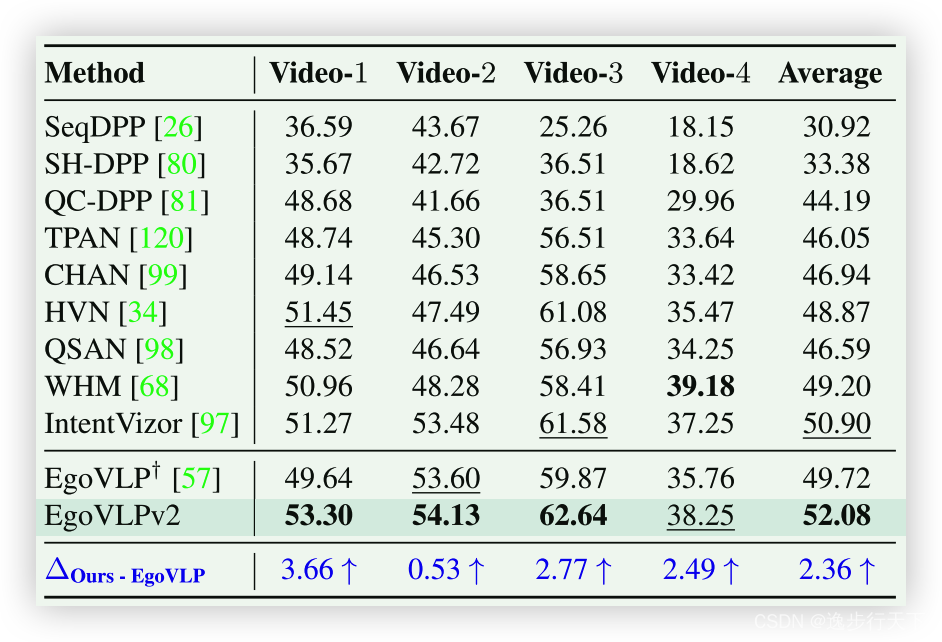 Method Video-1 Video-2 Video-3 Video-4 Average
SeqDPP [26] 36.59 43.67 25.26 18.15 30.92
SH-DPP [80] 35.67 42.72 36.51 18.62 33.38
QC-DPP [81] 48.68 41.66 36.51 29.96 44.19
TPAN [120] 48.74 45.30 56.51 33.64 46.05
CHAN [99] 49.14 46.53 58.65 33.42 46.94
HVN [34] 51.45 47.49 61.08 35.47 48.87
QSAN [98] 48.52 46.64 56.93 34.25 46.59
WHM [68] 50.96 48.28 58.41 39.18 49.20
IntentVizor [97] 51.27 53.48 61.58 37.25 50.90
EgoVLP† [57] 49.64 53.60 59.87 35.76 49.72
EgoVLPv2 53.30 54.13 62.64 38.25 52.08
ΔOurs - EgoVLP 3.66 ↑ 0.53 ↑ 2.77 ↑ 2.49 ↑ 2.36 ↑
CSDN @逸步行天下